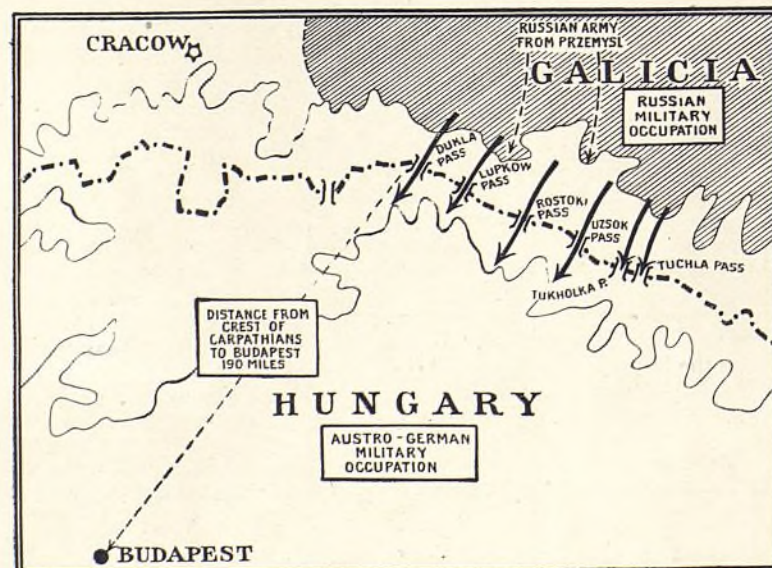 CRACOW
RUSSIAN ARMY
FROM PRZEMYSL
GALICIA
RUSSIAN
MILITARY
OCCUPATION
DUKLA
PASS
LUPKOW
PASS
ROSTOKI
PASS
UZSOK
PASS
TUCHLA PASS
TUKHOLKA P.
DISTANCE FROM
CREST OF
CARPATHIANS
TO BUDAPEST
190 MILES
HUNGARY
AUSTRO-GERMAN
MILITARY
OCCUPATION
BUDAPEST